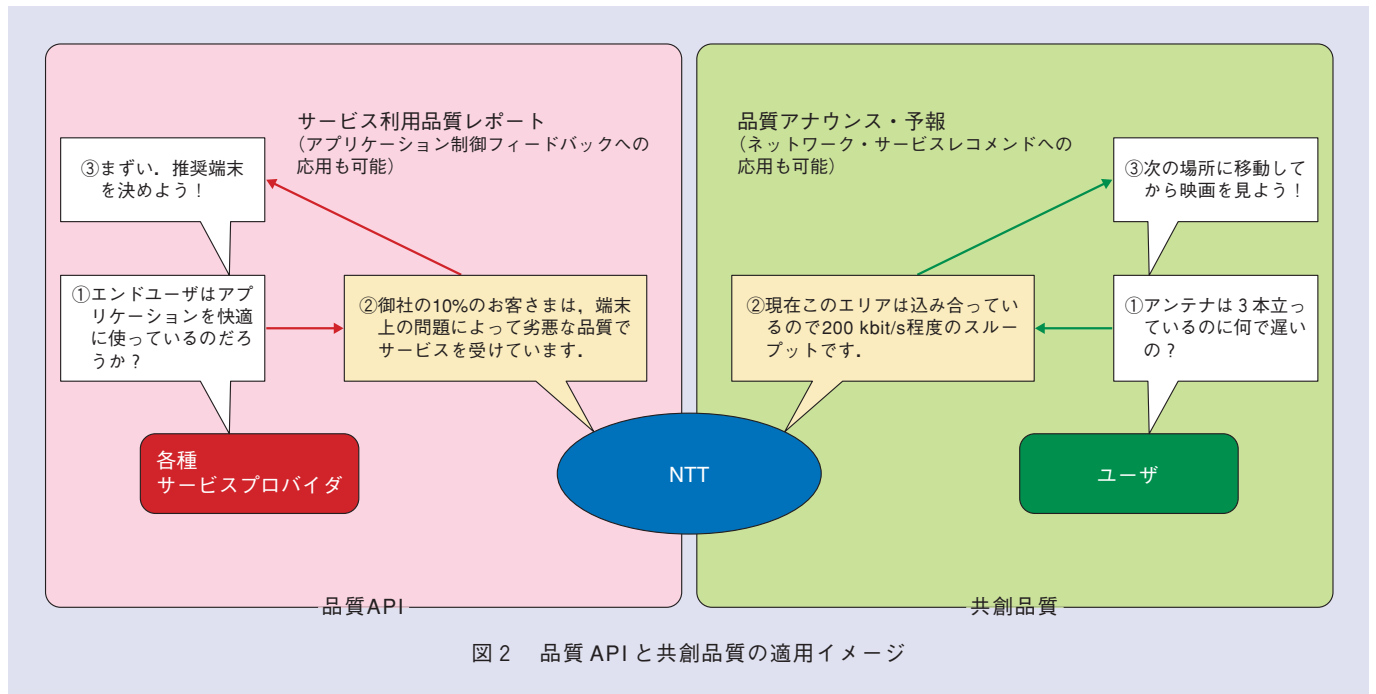 サービス利用品質レポート
（アプリケーション制御フィードバックへの
応用も可能）
③まずい．推奨端末
を決めよう！
①エンドユーザはアプ
リケーションを快適
に使っているのだろ
うか？
②御社の10%のお客さまは，端末
上の問題によって劣悪な品質で
サービスを受けています．
各種
サービスプロバイダ
品質API
品質アナウンス・予報
（ネットワーク・サービスレコメンドへの
応用も可能）
③次の場所に移動して
から映画を見よう！
②現在このエリアは込み合ってい
るので200 kbit/s程度のスルー
プットです．
①アンテナは３本立っ
ているのに何で遅い
の？
NTT
ユーザ
共創品質
図２　品質 API と共創品質の適用イメージ